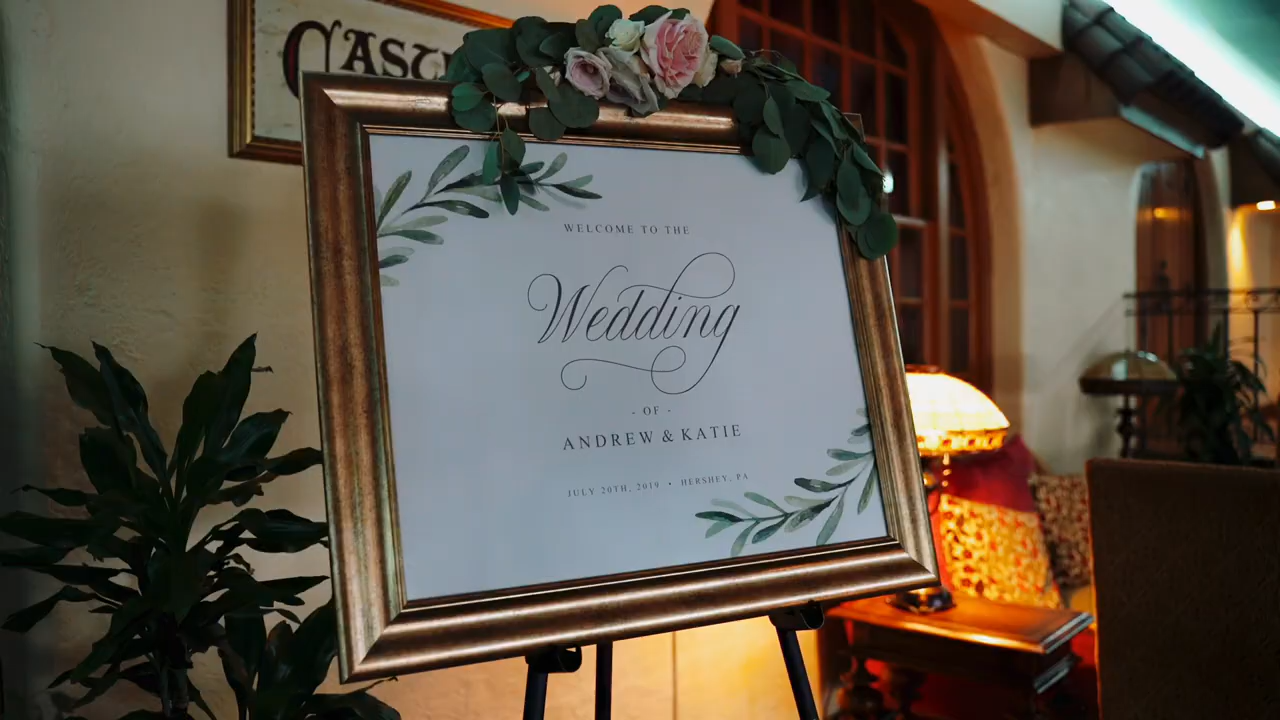 WELCOME TO THE
Wedding
- OF -
ANDREW & KATIE
JULY 20TH, 2019 • HERSHEY, PA